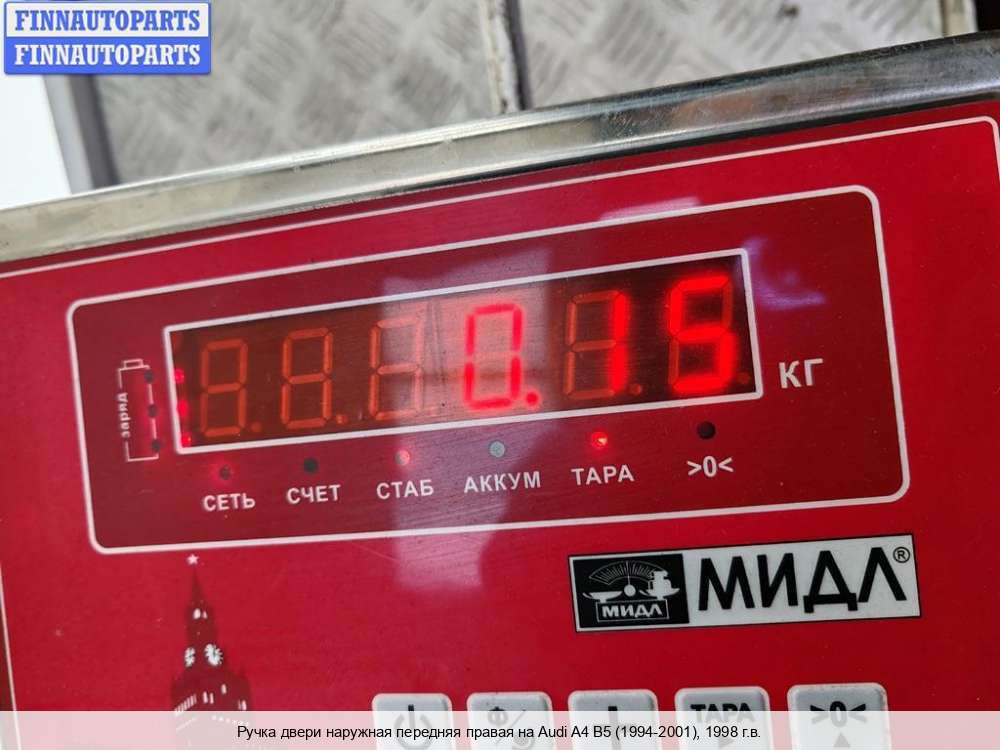 FINNAUTOPARTS
FINNAUTOPARTS
0.15
КГ
заряд
СЕТЬ СЧЕТ СТАБ АККУМ ТАРА >0<
МИДЛ МИДЛ®
ТАРА >0<
Ручка двери наружная передняя правая на Audi A4 B5 (1994-2001), 1998 г.в.